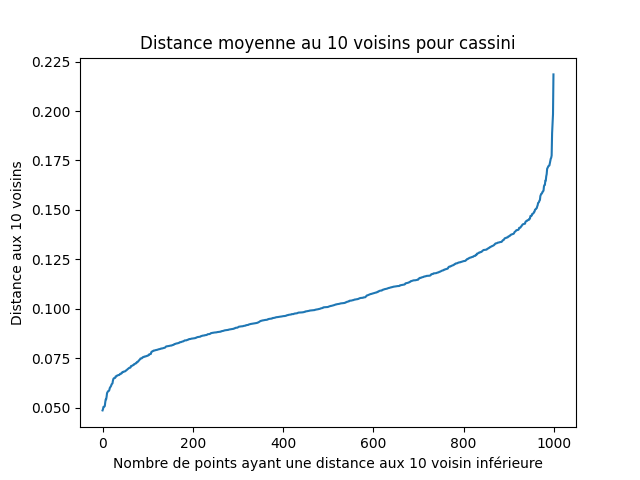 Distance moyenne au 10 voisins pour cassini
0.225
0.200
0.175
0.150
0.125
0.100
0.075
0.050
Distance aux 10 voisins
0 200 400 600 800 1000
Nombre de points ayant une distance aux 10 voisin inférieure